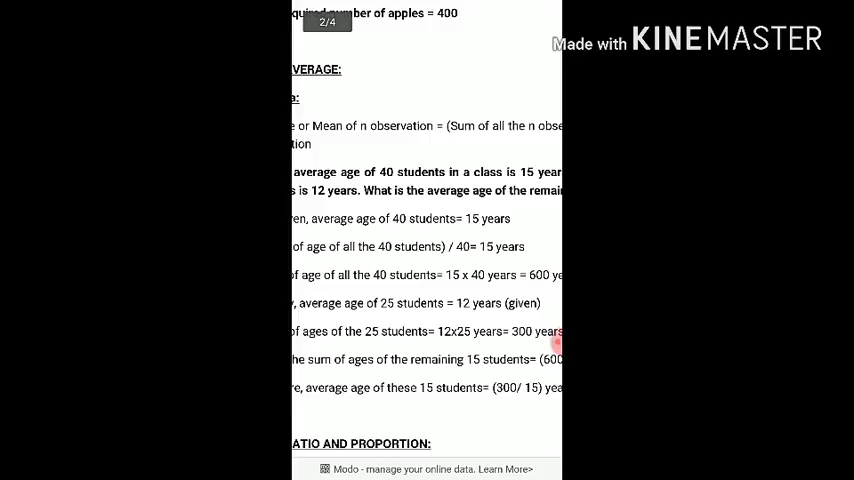 quired number of apples = 400
2/4
Made with KINEMASTER
VERAGE:
a:
e or Mean of n observation = (Sum of all the n obse
tion
average age of 40 students in a class is 15 year
s is 12 years. What is the average age of the remai
en, average age of 40 students= 15 years
of age of all the 40 students) / 40= 15 years
of age of all the 40 students= 15 x 40 years = 600 ye
, average age of 25 students = 12 years (given)
of ages of the 25 students= 12x25 years= 300 years
he sum of ages of the remaining 15 students= (600
re, average age of these 15 students= (300/ 15) yea
ATIO AND PROPORTION:
Modo - manage your online data. Learn More>